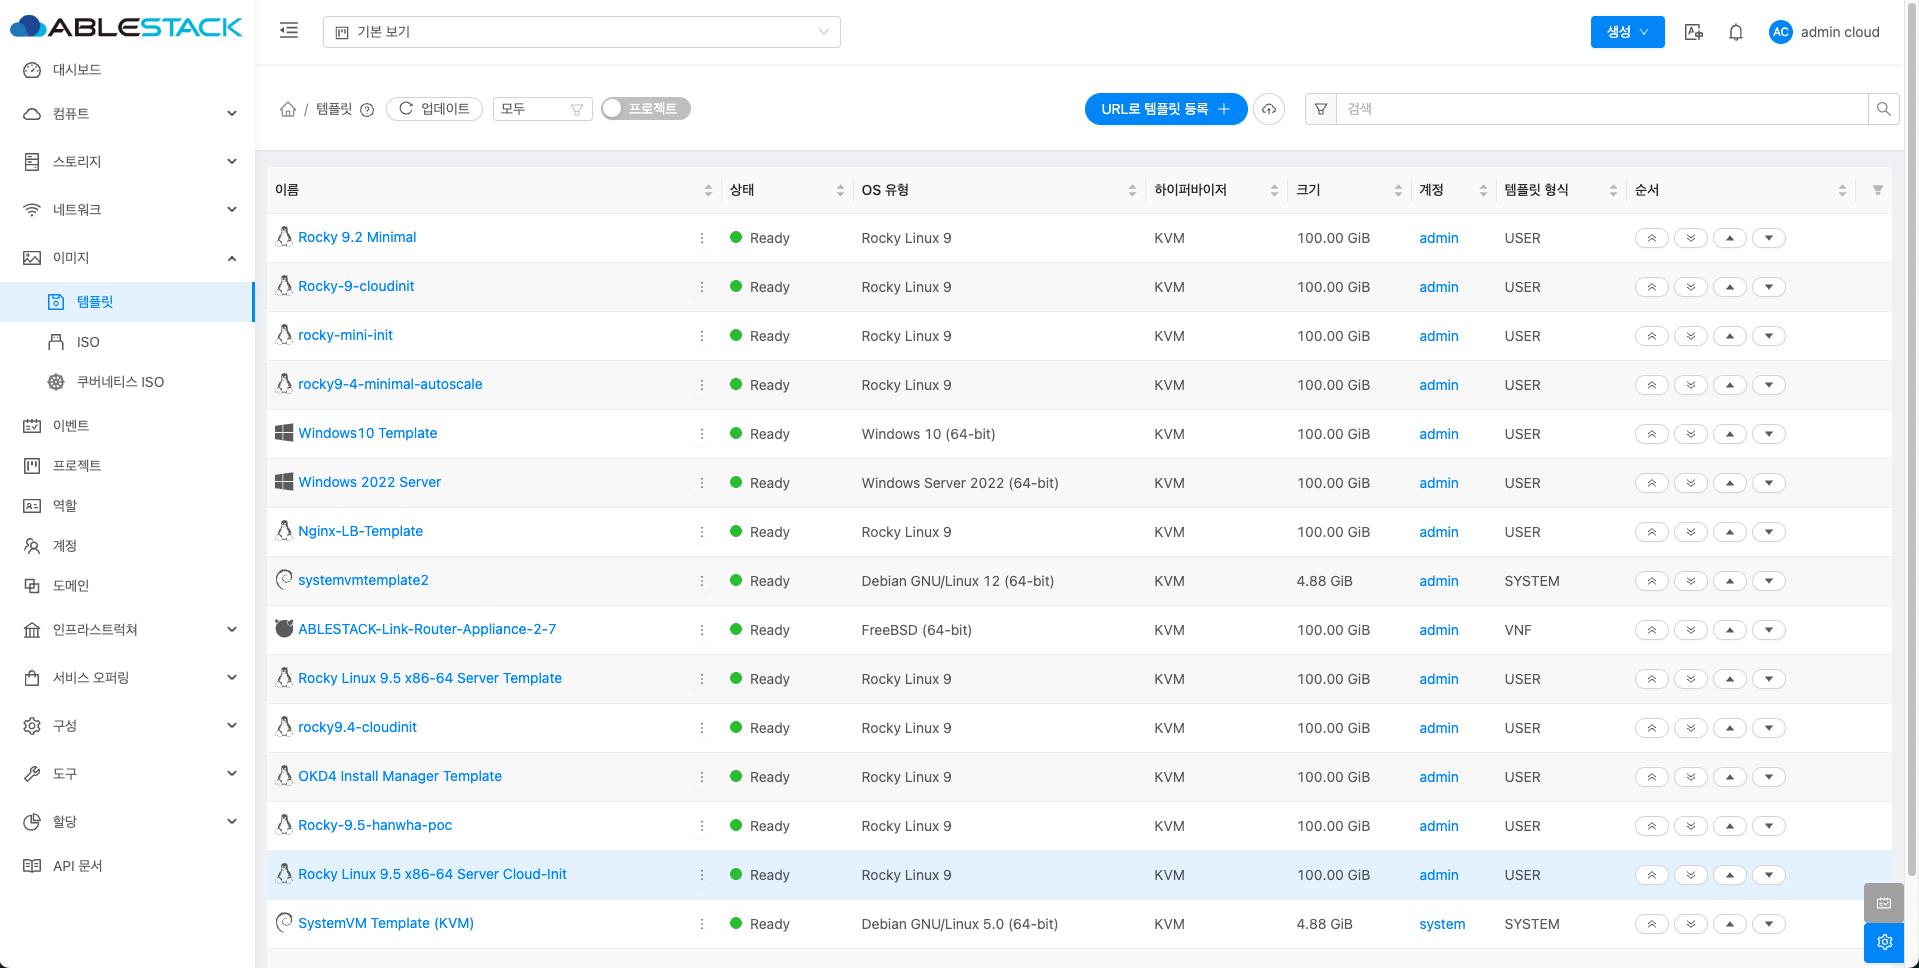 ABLESTACK
기본 보기
생성
AC admin cloud
대시보드
컴퓨트
스토리지
네트워크
이미지
템플릿
ISO
쿠버네티스 ISO
이벤트
프로젝트
역할
계정
도메인
인프라스트럭쳐
서비스 오퍼링
구성
도구
할당
API 문서
/ 템플릿 업데이트 모두 프로젝트
URL로 템플릿 등록
검색
이름 상태 OS 유형 하이퍼바이저 크기 계정 템플릿 형식 순서
Rocky 9.2 Minimal Ready Rocky Linux 9 KVM 100.00 GiB admin USER
Rocky-9-cloudinit Ready Rocky Linux 9 KVM 100.00 GiB admin USER
rocky-mini-init Ready Rocky Linux 9 KVM 100.00 GiB admin USER
rocky9-4-minimal-autoscale Ready Rocky Linux 9 KVM 100.00 GiB admin USER
Windows10 Template Ready Windows 10 (64-bit) KVM 100.00 GiB admin USER
Windows 2022 Server Ready Windows Server 2022 (64-bit) KVM 100.00 GiB admin USER
Nginx-LB-Template Ready Rocky Linux 9 KVM 100.00 GiB admin USER
systemvmtemplate2 Ready Debian GNU/Linux 12 (64-bit) KVM 4.88 GiB admin SYSTEM
ABLESTACK-Link-Router-Appliance-2-7 Ready FreeBSD (64-bit) KVM 100.00 GiB admin VNF
Rocky Linux 9.5 x86-64 Server Template Ready Rocky Linux 9 KVM 100.00 GiB admin USER
rocky9.4-cloudinit Ready Rocky Linux 9 KVM 100.00 GiB admin USER
OKD4 Install Manager Template Ready Rocky Linux 9 KVM 100.00 GiB admin USER
Rocky-9.5-hanwha-poc Ready Rocky Linux 9 KVM 100.00 GiB admin USER
Rocky Linux 9.5 x86-64 Server Cloud-Init Ready Rocky Linux 9 KVM 100.00 GiB admin USER
SystemVM Template (KVM) Ready Debian GNU/Linux 5.0 (64-bit) KVM 4.88 GiB system SYSTEM